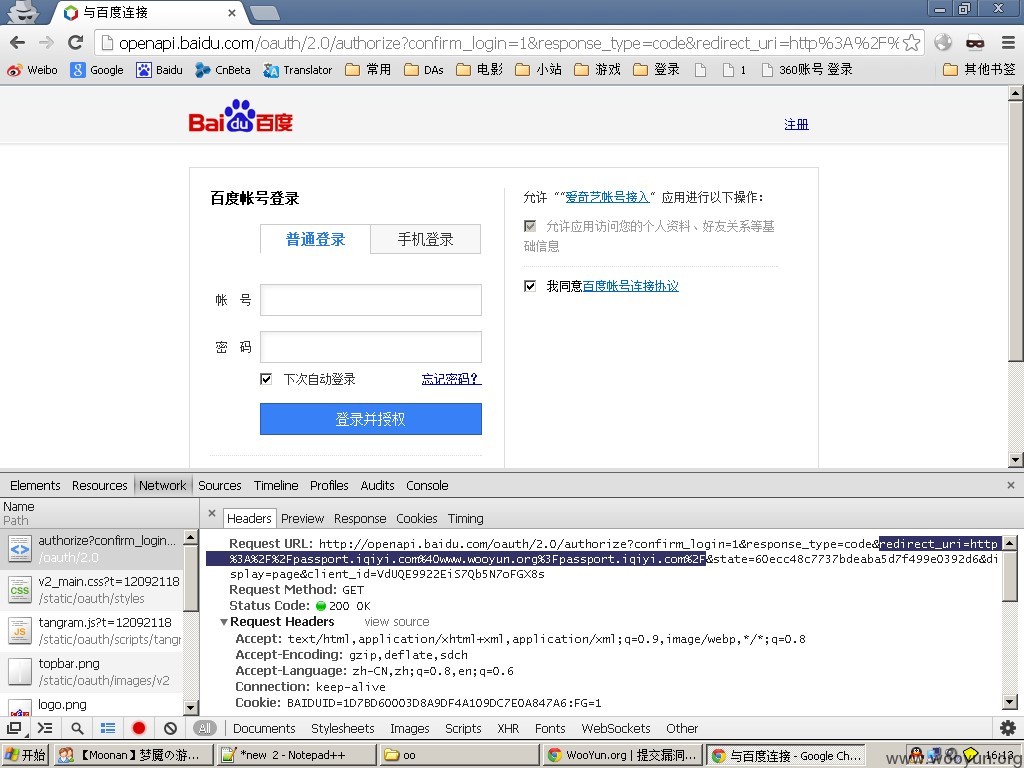 与百度连接
openapi.baidu.com/oauth/2.0/authorize?confirm_login=1&response_type=code&redirect_uri=http%3A%2F%
Weibo Google Baidu CnBeta Translator 常用 DAs 电影 小站 游戏 登录 1 360账号 登录 其他书签
Bai du 百度
注册
百度帐号登录
普通登录 手机登录
帐 号
密 码
下次自动登录 忘记密码?
登录并授权
允许 ““爱奇艺帐号接入” 应用进行以下操作:
允许应用访问您的个人资料、好友关系等基
础信息
我同意百度帐号连接协议
Elements Resources Network Sources Timeline Profiles Audits Console
Name
Path
authorize?confirm_login...
/oauth/2.0
v2_main.css?t=12092118
/static/oauth/styles
tangram.js?t=12092118
/static/oauth/scripts/tangr
topbar.png
/static/oauth/images/v2
logo.png
Headers Preview Response Cookies Timing
Request URL: http://openapi.baidu.com/oauth/2.0/authorize?confirm_login=1&response_type=code&redirect_uri=http
%3A%2F%2Fpassport.iqiyi.com%40www.wooyun.org%3Fpassport.iqiyi.com%2F&state=60ecc48c7737bdeaba5d7f499e0392d6&di
splay=page&client_id=VdUQE9922EiS7Qb5N7oFGX8s
Request Method: GET
Status Code: 200 OK
Request Headers view source
Accept: text/html,application/xhtml+xml,application/xml;q=0.9,image/webp,*/*;q=0.8
Accept-Encoding: gzip,deflate,sdch
Accept-Language: zh-CN,zh;q=0.8,en;q=0.6
Connection: keep-alive
Cookie: BAIDUID=1D7BD60003D8A9DF4A109DC7E0A847A6:FG=1
All Documents Stylesheets Images Scripts XHR Fonts WebSockets Other
开始 【Moonan】梦魇の游... *new 2 - Notepad++ oo WooYun.org | 提交漏洞... 与百度连接 - Google Ch... 16:13
www.wooyun.org